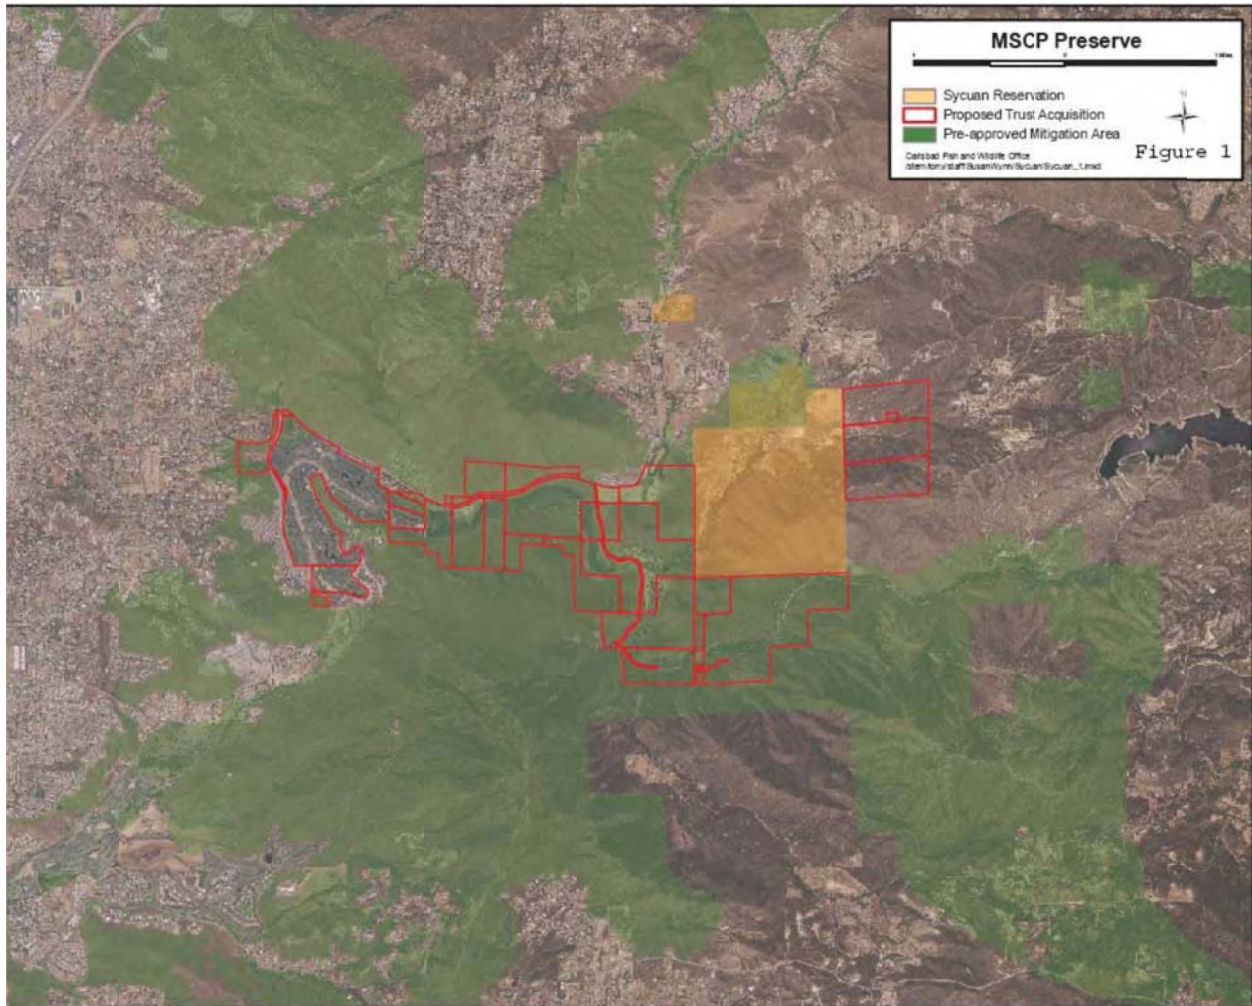 MSCP Preserve
Sycuan Reservation
Proposed Trust Acquisition
Pre-approved Mitigation Area
Carlsbad Fish and Wildlife Office
Figure 1